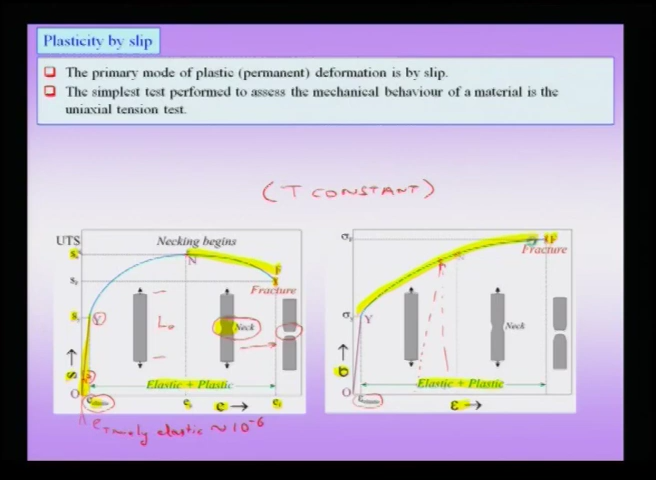 Plasticity by slip
The primary mode of plastic (permanent) deformation is by slip.
The simplest test performed to assess the mechanical behaviour of a material is the
uniaxial tension test.
(T CONSTANT)
UTS
Necking begins
N
F
Fracture
Y
L₀
Neck
s →
O
Elastic + Plastic
e →
e purely elastic ~ 10⁻⁶
σ
Y
F
Fracture
Neck
σ →
O
Elastic + Plastic
ε →